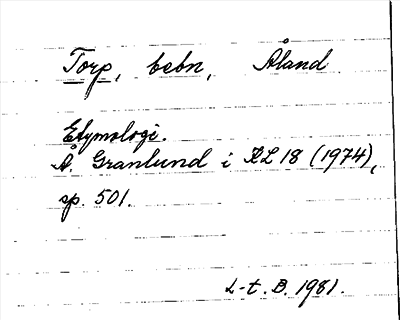 Torp, bebn, Åland
Etymologi.
Å. Granlund i KL 18 (1974),
sp. 501.
L-t. B. 1981.